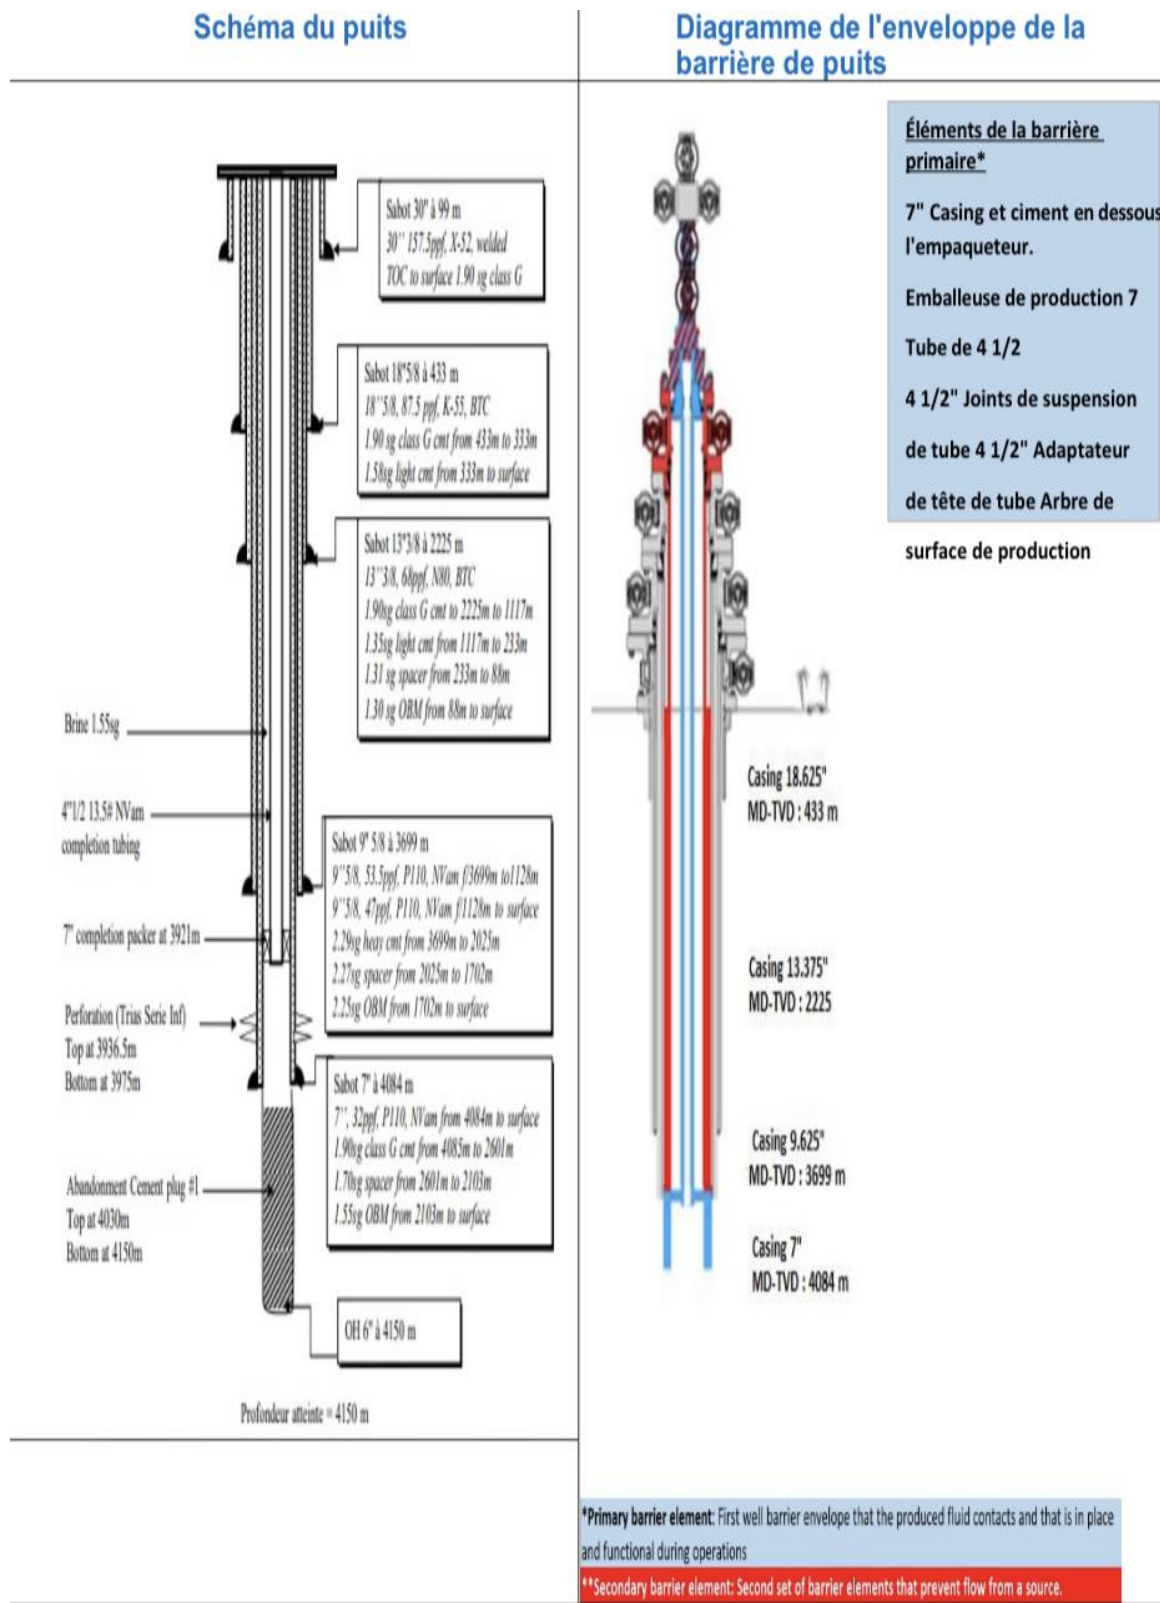 Schéma du puits
Diagramme de l'enveloppe de la
barrière de puits
Sabot 30" à 99 m
30'' 157.5ppf, X-52, welded
TOC to surface 1.90 sg class G
Sabot 18"5/8 à 433 m
18''5/8, 87.5 ppf, K-55, BTC
1.90 sg class G cmt from 433m to 333m
1.58sg light cmt from 333m to surface
Sabot 13"3/8 à 2225 m
13''3/8, 68ppf, N80, BTC
1.90sg class G cmt to 2225m to 1117m
1.35sg light cmt from 1117m to 233m
1.31 sg spacer from 233m to 88m
1.30 sg OBM from 88m to surface
Brine 1.55sg
4"1/2 13.5# NVam
completion tubing
Sabot 9" 5/8 à 3699 m
9''5/8, 53.5ppf, P110, NVam f/3699m to1128m
9''5/8, 47ppf, P110, NVam f/1128m to surface
2.29sg heay cmt from 3699m to 2025m
2.27sg spacer from 2025m to 1702m
2.25sg OBM from 1702m to surface
7" completion packer at 3921m
Perforation (Trias Serie Inf)
Top at 3936.5m
Bottom at 3975m
Sabot 7" à 4084 m
7'', 32ppf, P110, NVam from 4084m to surface
1.90sg class G cmt from 4085m to 2601m
1.70sg spacer from 2601m to 2103m
1.55sg OBM from 2103m to surface
Abandonment Cement plug #1
Top at 4030m
Bottom at 4150m
OH 6" à 4150 m
Profondeur atteinte = 4150 m
Éléments de la barrière
primaire*
7" Casing et ciment en dessous
l'empaqueteur.
Emballeuse de production 7
Tube de 4 1/2
4 1/2" Joints de suspension
de tube 4 1/2" Adaptateur
de tête de tube Arbre de
surface de production
Casing 18.625"
MD-TVD : 433 m
Casing 13.375"
MD-TVD : 2225
Casing 9.625"
MD-TVD : 3699 m
Casing 7"
MD-TVD : 4084 m
*Primary barrier element: First well barrier envelope that the produced fluid contacts and that is in place
and functional during operations
**Secondary barrier element: Second set of barrier elements that prevent flow from a source.